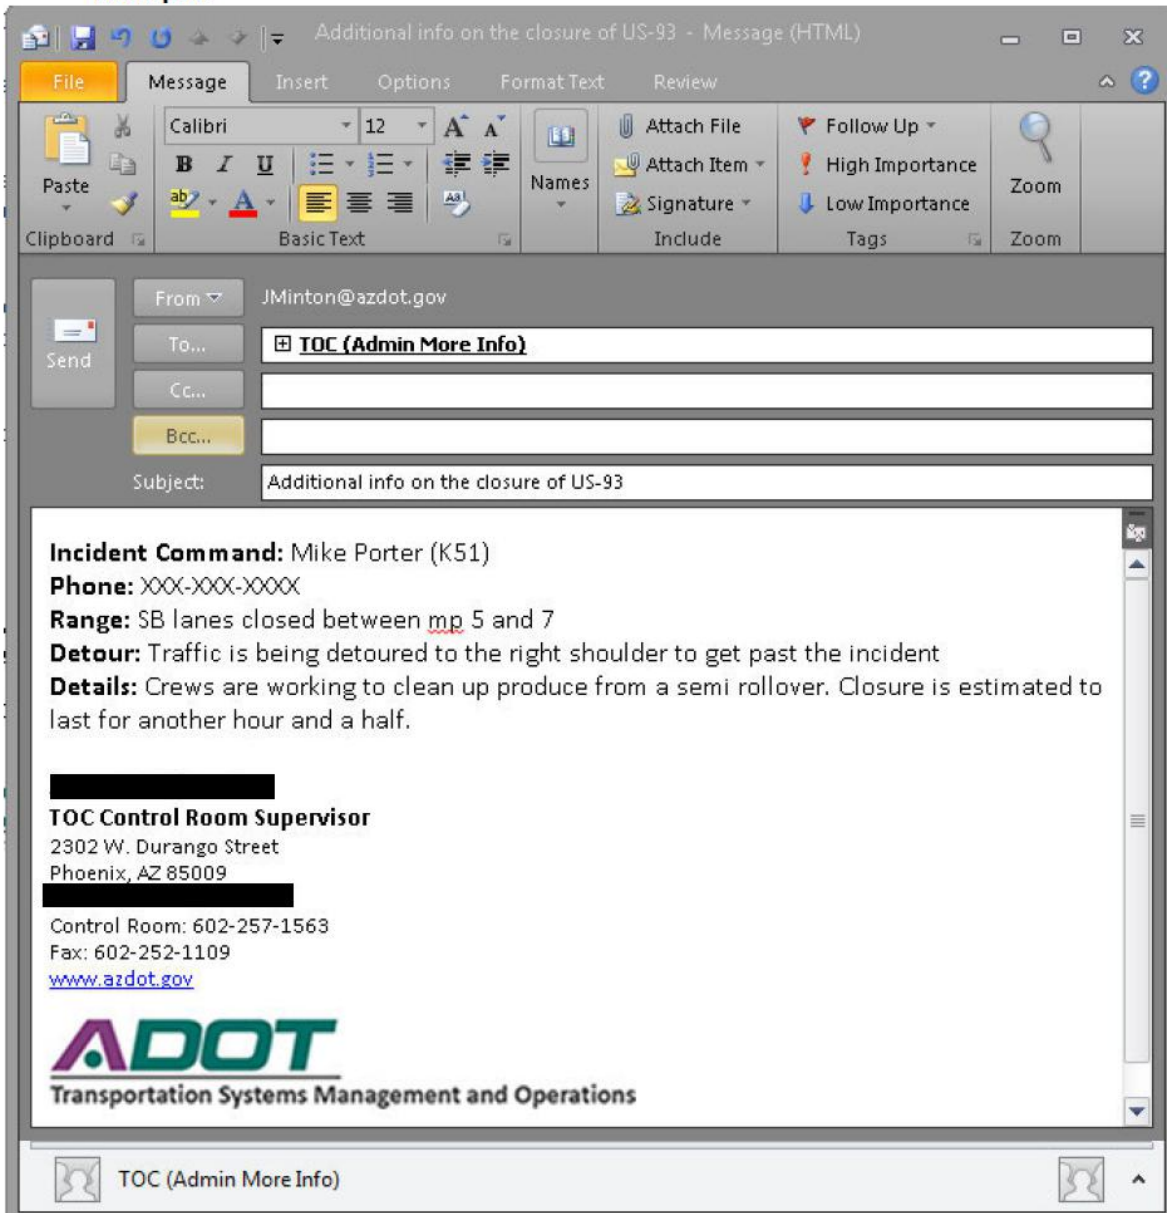 Additional info on the closure of US-93 - Message (HTML)
File Message Insert Options Format Text Review
Calibri 12 A A Attach File Follow Up
B I U Attach Item High Importance
Paste Names Zoom
ab A Aa Signature Low Importance
Clipboard Basic Text Include Tags Zoom
From JMinton@azdot.gov
To... TOC (Admin More Info)
Send
Cc...
Bcc...
Subject: Additional info on the closure of US-93
Incident Command: Mike Porter (K51)
Phone: XXX-XXX-XXXX
Range: SB lanes closed between mp 5 and 7
Detour: Traffic is being detoured to the right shoulder to get past the incident
Details: Crews are working to clean up produce from a semi rollover. Closure is estimated to
last for another hour and a half.
TOC Control Room Supervisor
2302 W. Durango Street
Phoenix, AZ 85009
Control Room: 602-257-1563
Fax: 602-252-1109
www.azdot.gov
ADOT
Transportation Systems Management and Operations
TOC (Admin More Info)